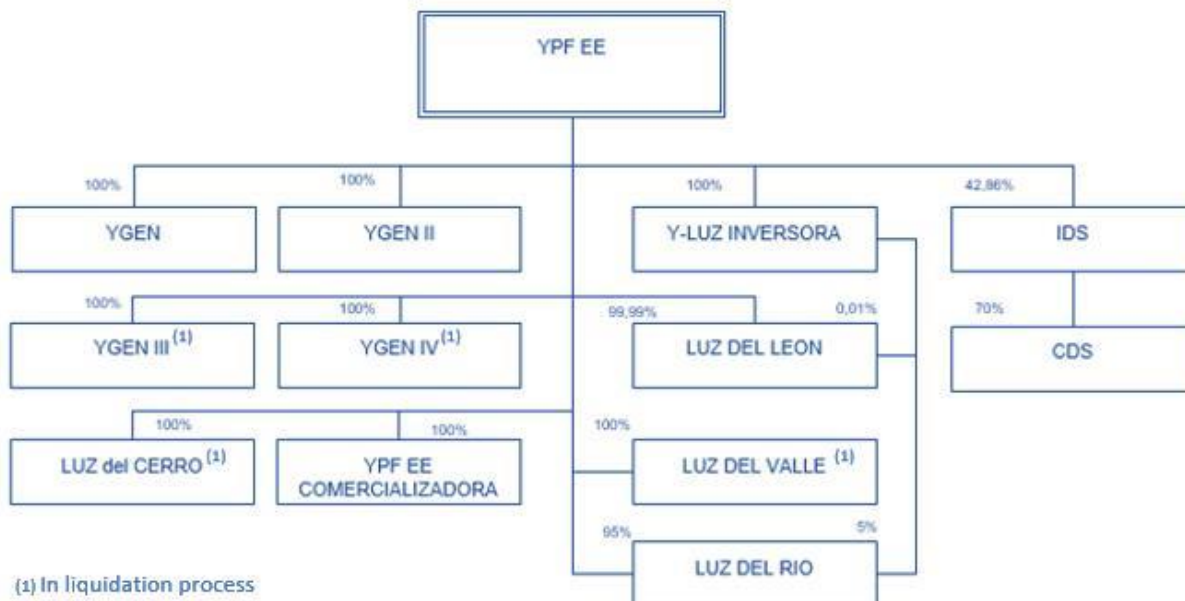 YPF EE
100%
100%
100%
42,86%
YGEN
YGEN II
Y-LUZ INVERSORA
IDS
100%
100%
99,99%
0,01%
70%
YGEN III (1)
YGEN IV (1)
LUZ DEL LEON
CDS
100%
100%
100%
LUZ del CERRO (1)
YPF EE
COMERCIALIZADORA
LUZ DEL VALLE (1)
95%
5%
LUZ DEL RIO
(1) In liquidation process